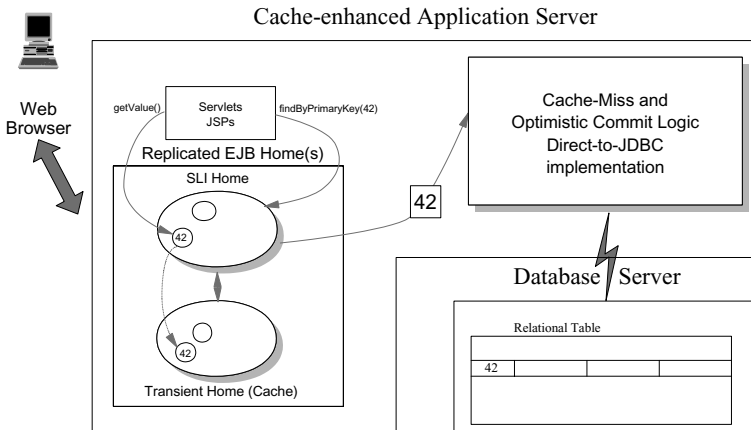 Cache-enhanced Application Server
Web
Browser
getValue()
Servlets
JSPs
findByPrimaryKey(42)
Replicated EJB Home(s)
SLI Home
42
42
Transient Home (Cache)
42
Cache-Miss and
Optimistic Commit Logic
Direct-to-JDBC
implementation
Database Server
Relational Table
42